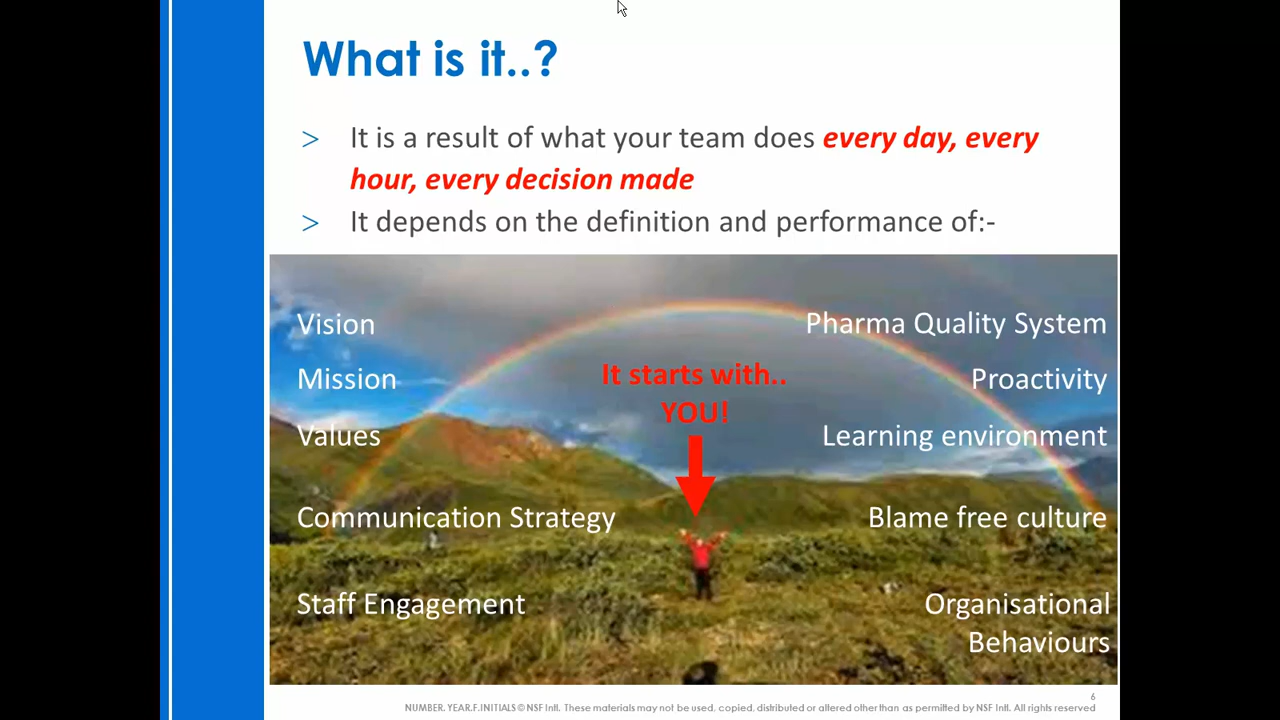 What is it..?
> It is a result of what your team does every day, every
hour, every decision made
> It depends on the definition and performance of:-
Vision
Pharma Quality System
It starts with..
YOU!
Mission
Proactivity
Values
Learning environment
Communication Strategy
Blame free culture
Staff Engagement
Organisational
Behaviours
6
NUMBER. YEAR.F.INITIALS © NSF Intl. These materials may not be used, copied, distributed or altered other than as permitted by NSF Intl. All rights reserved